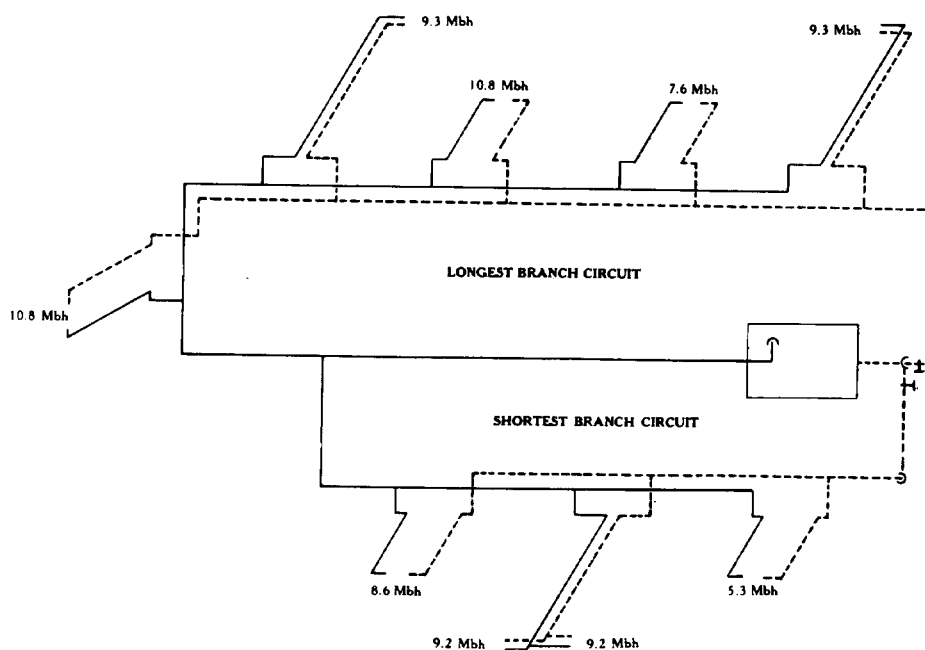 9.3 Mbh
9.3 Mbh
10.8 Mbh
7.6 Mbh
LONGEST BRANCH CIRCUIT
10.8 Mbh
SHORTEST BRANCH CIRCUIT
8.6 Mbh
5.3 Mbh
9.2 Mbh
9.2 Mbh